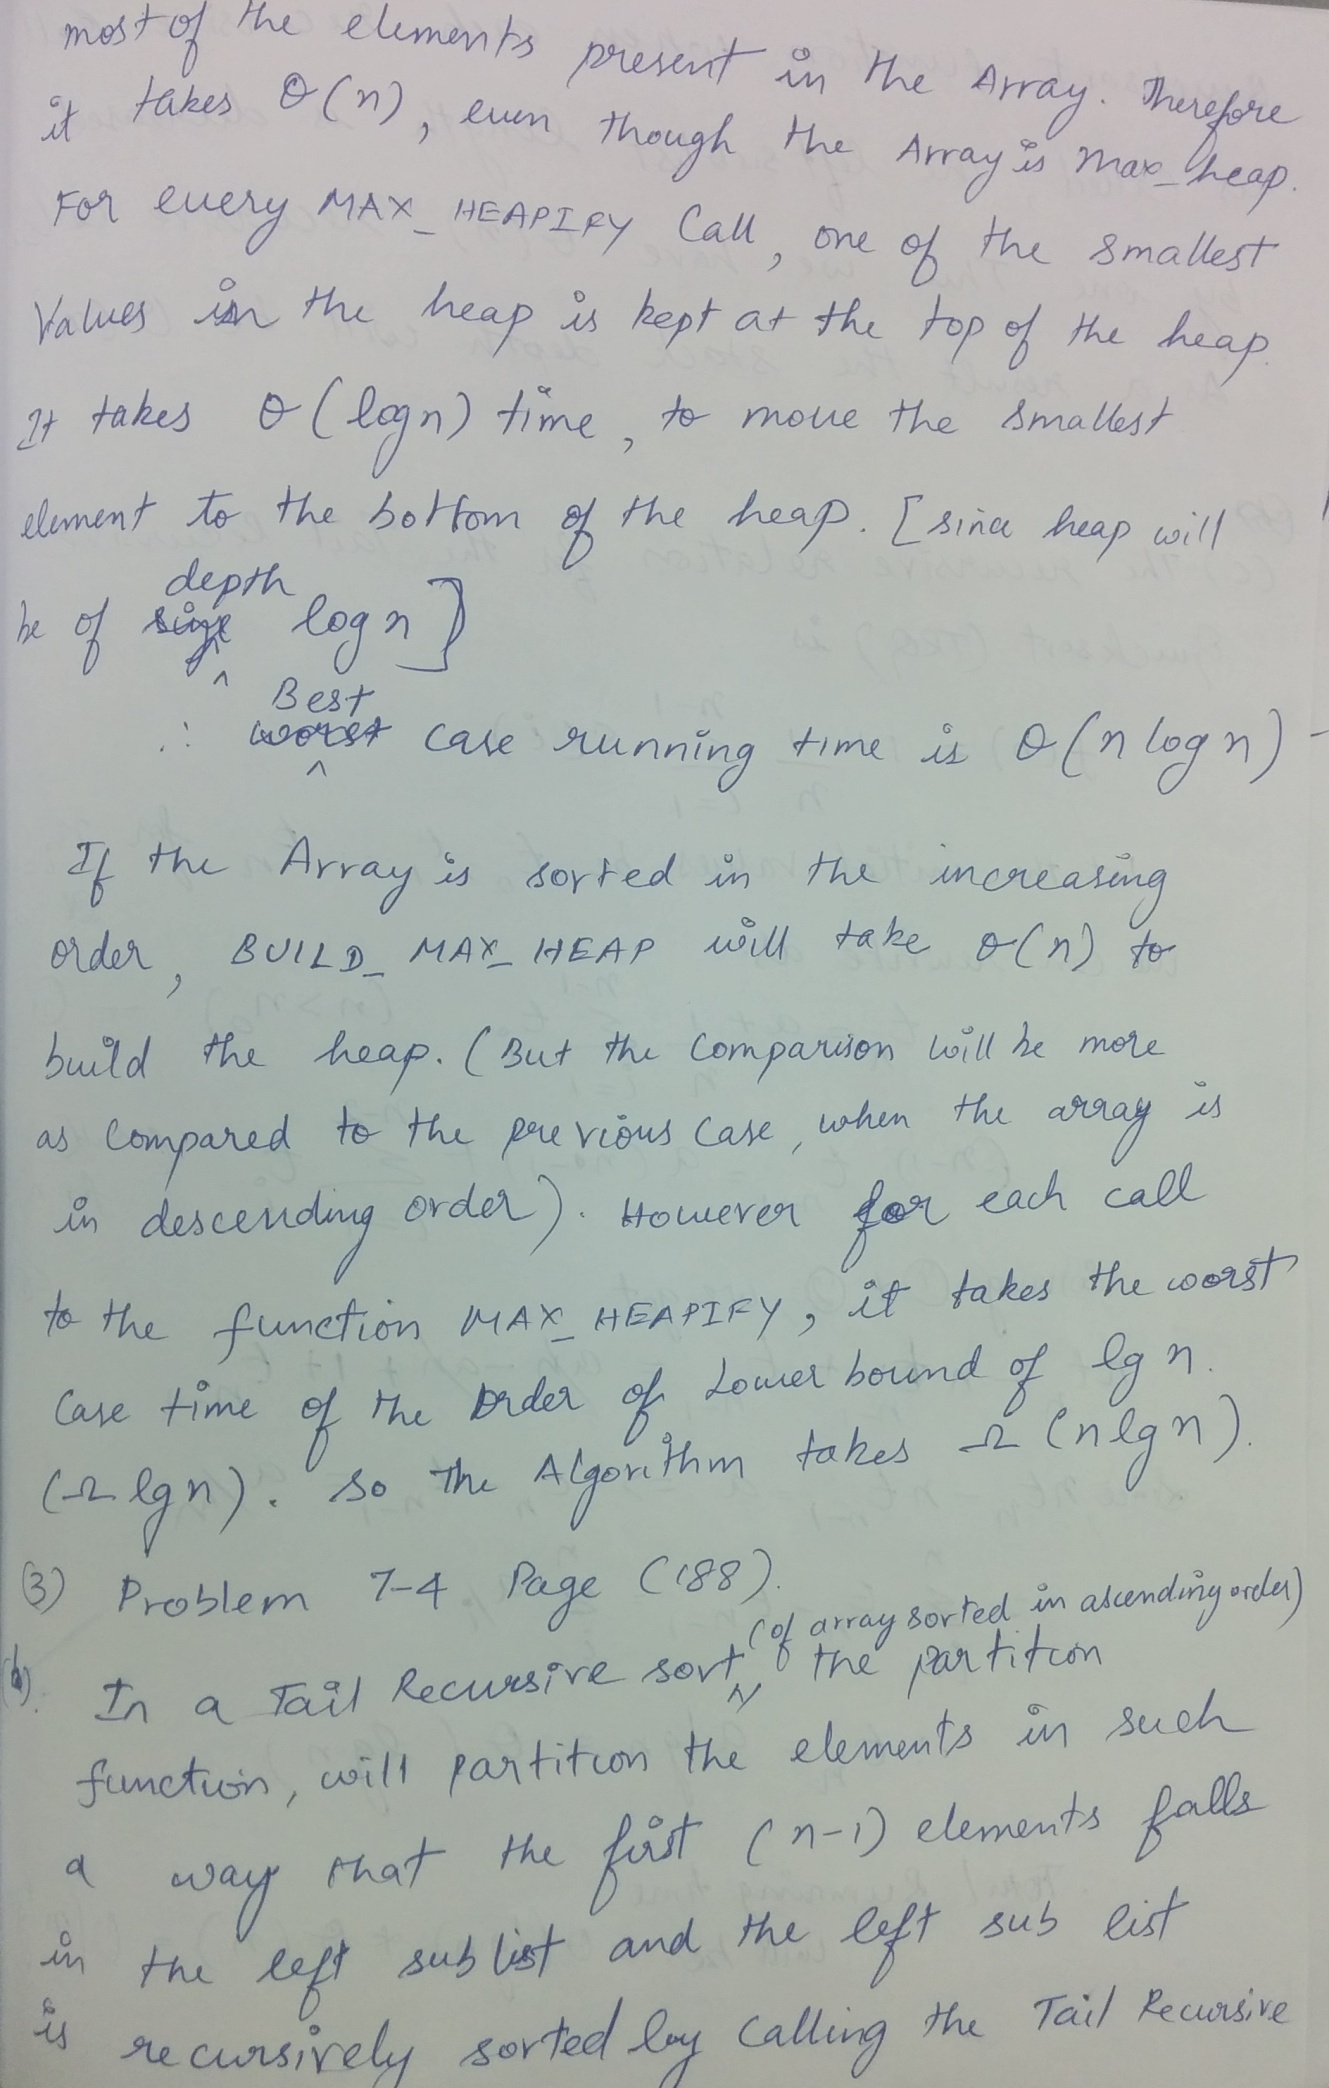 most of the elements present in the Array. Therefore
it takes θ(n), even though the Array is max_heap.
For every MAX_HEAPIFY Call, one of the smallest
Values in the heap is kept at the top of the heap.
It takes θ(log n) time, to move the smallest
element to the bottom of the heap. [since heap will
depth
be of size log n]
Best
∴ worst case running time is θ(n log n)
If the Array is sorted in the increasing
order, BUILD_MAX_HEAP will take θ(n) to
build the heap. (But the Comparison will be more
as Compared to the previous Case, when the array is
in descending order). However for each call
to the function MAX_HEAPIFY, it takes the worst
Case time of the Order of Lower bound of lg n.
(Ω lg n). So The Algorithm takes Ω(n lg n).
(3) Problem 7-4 Page (188).
(of array sorted in ascending order)
(b). In a Tail Recursive sort, the partition
function, will partition the elements in such
a way that the first (n-1) elements falls
in the left sub list and the left sub list
is recursively sorted by Calling the Tail Recursive